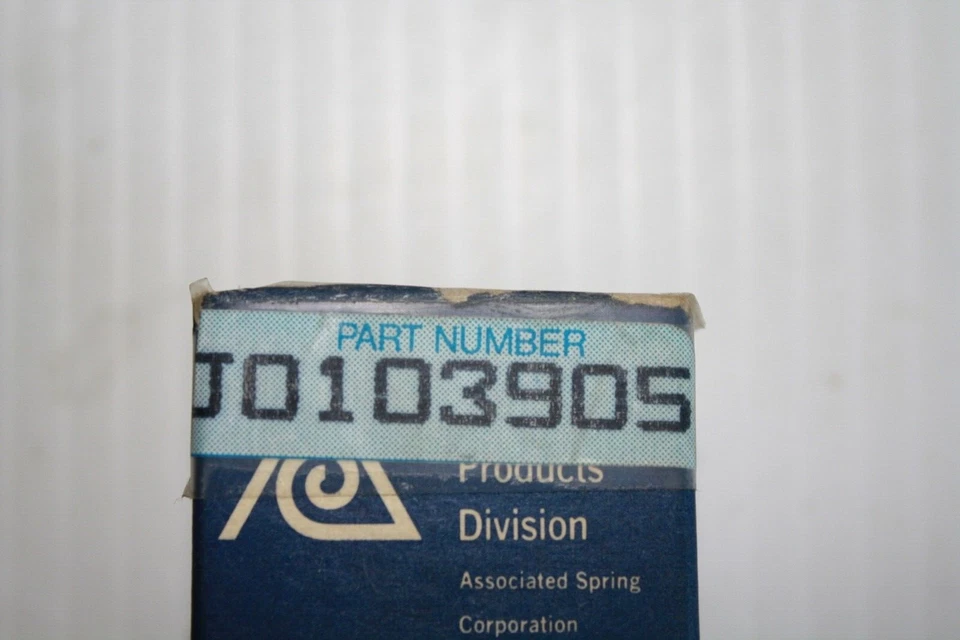 PART NUMBER
J0103905
Products
Division
Associated Spring
Corporation